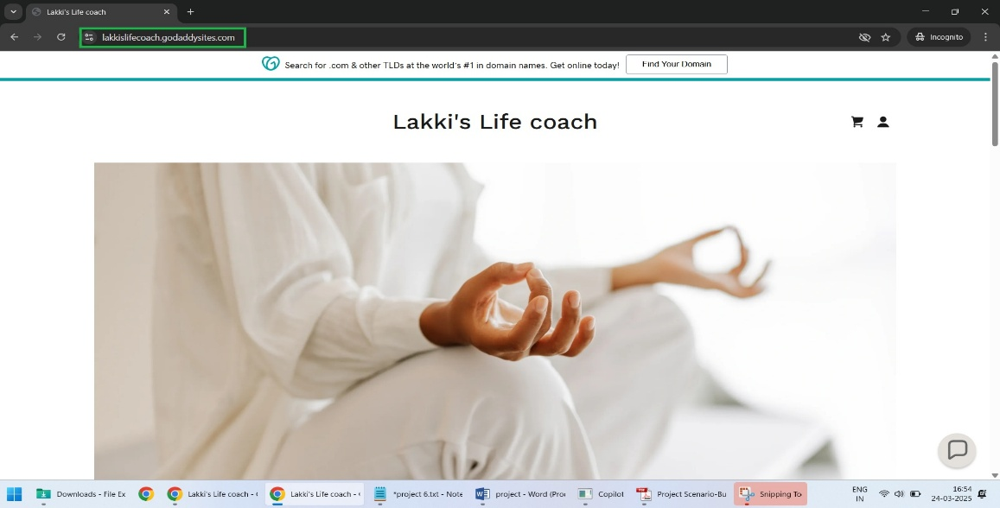 Lakki's Life coach
lakkislifecoach.godaddysites.com
Incognito
Search for .com & other TLDs at the world's #1 in domain names. Get online today!
Find Your Domain
Lakki's Life coach
Downloads - File Ex
Lakki's Life coach - (
Lakki's Life coach - (
*project 6.txt - Note
project - Word (Pro
Copilot
Project Scenario-Bu
Snipping To
ENG
IN
16:54
24-03-2025